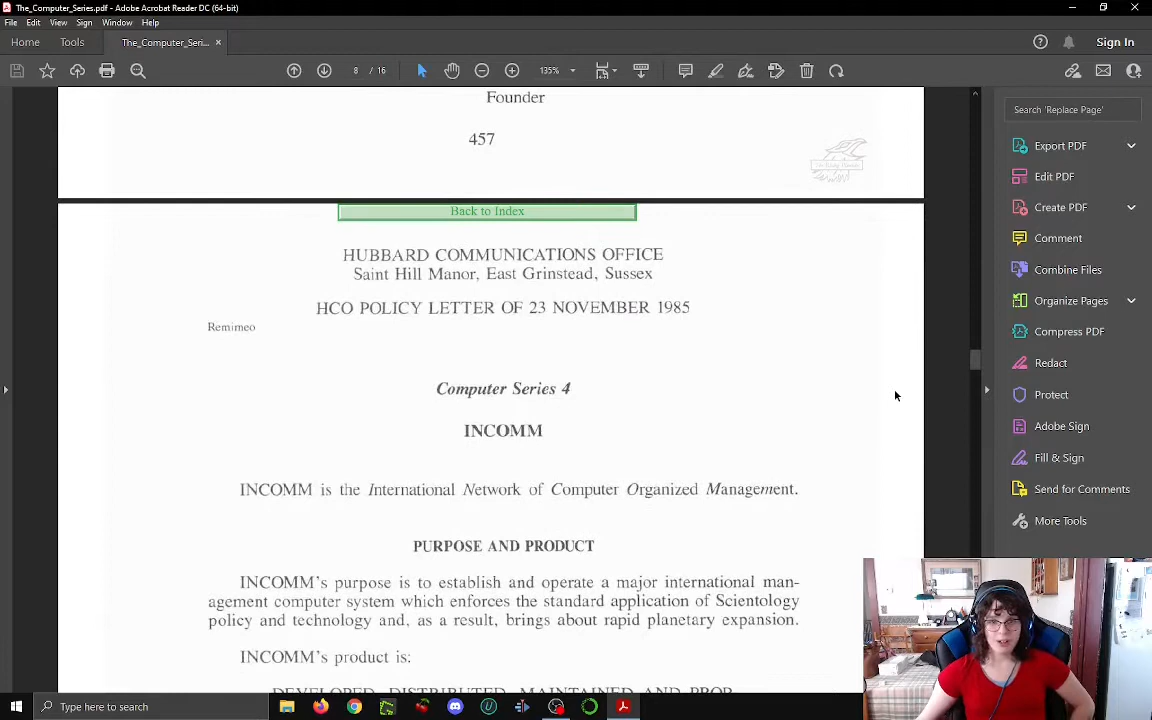 The_Computer_Series.pdf - Adobe Acrobat Reader DC (64-bit)
File Edit View Sign Window Help
Home Tools The_Computer_Seri... ×
Sign In
8 / 16 135%
Founder
457
Search 'Replace Page'
Export PDF
Edit PDF
Create PDF
Comment
Combine Files
Organize Pages
Compress PDF
Redact
Protect
Adobe Sign
Fill & Sign
Send for Comments
More Tools
Back to Index
HUBBARD COMMUNICATIONS OFFICE
Saint Hill Manor, East Grinstead, Sussex
HCO POLICY LETTER OF 23 NOVEMBER 1985
Remimeo
Computer Series 4
INCOMM
INCOMM is the International Network of Computer Organized Management.
PURPOSE AND PRODUCT
INCOMM's purpose is to establish and operate a major international man-
agement computer system which enforces the standard application of Scientology
policy and technology and, as a result, brings about rapid planetary expansion.
INCOMM's product is:
DEVELOPED, DISTRIBUTED, MAINTAINED AND PROP-
Type here to search